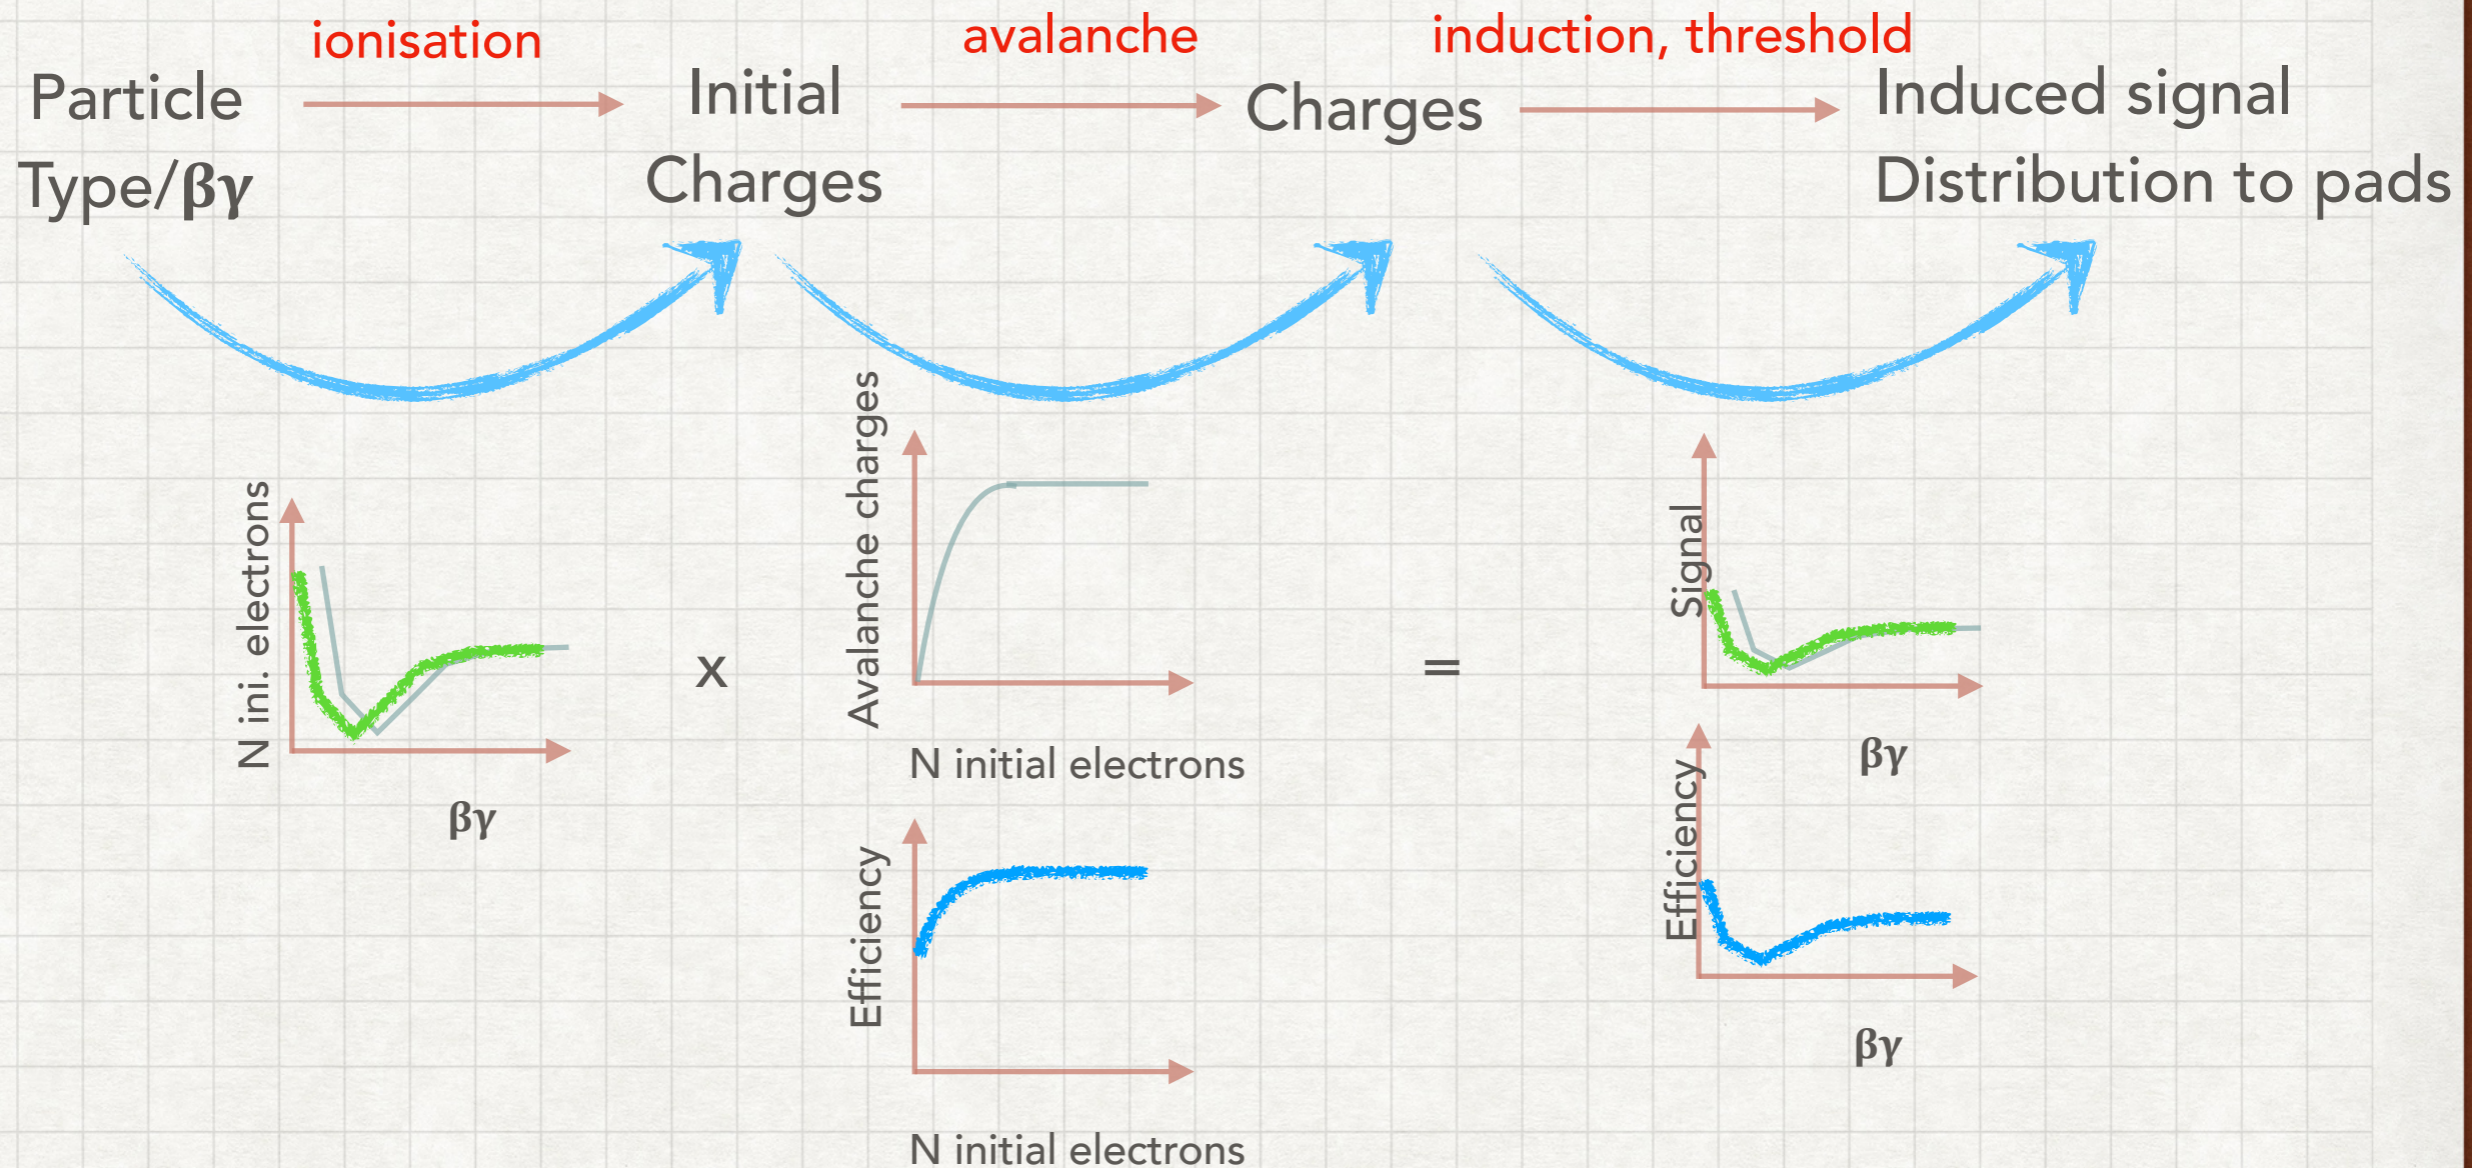 ionisation
avalanche
induction, threshold
Particle
Type/βγ
Initial
Charges
Charges
Induced signal
Distribution to pads
N ini. electrons
βγ
x
Avalanche charges
N initial electrons
Efficiency
N initial electrons
=
Signal
βγ
Efficiency
βγ